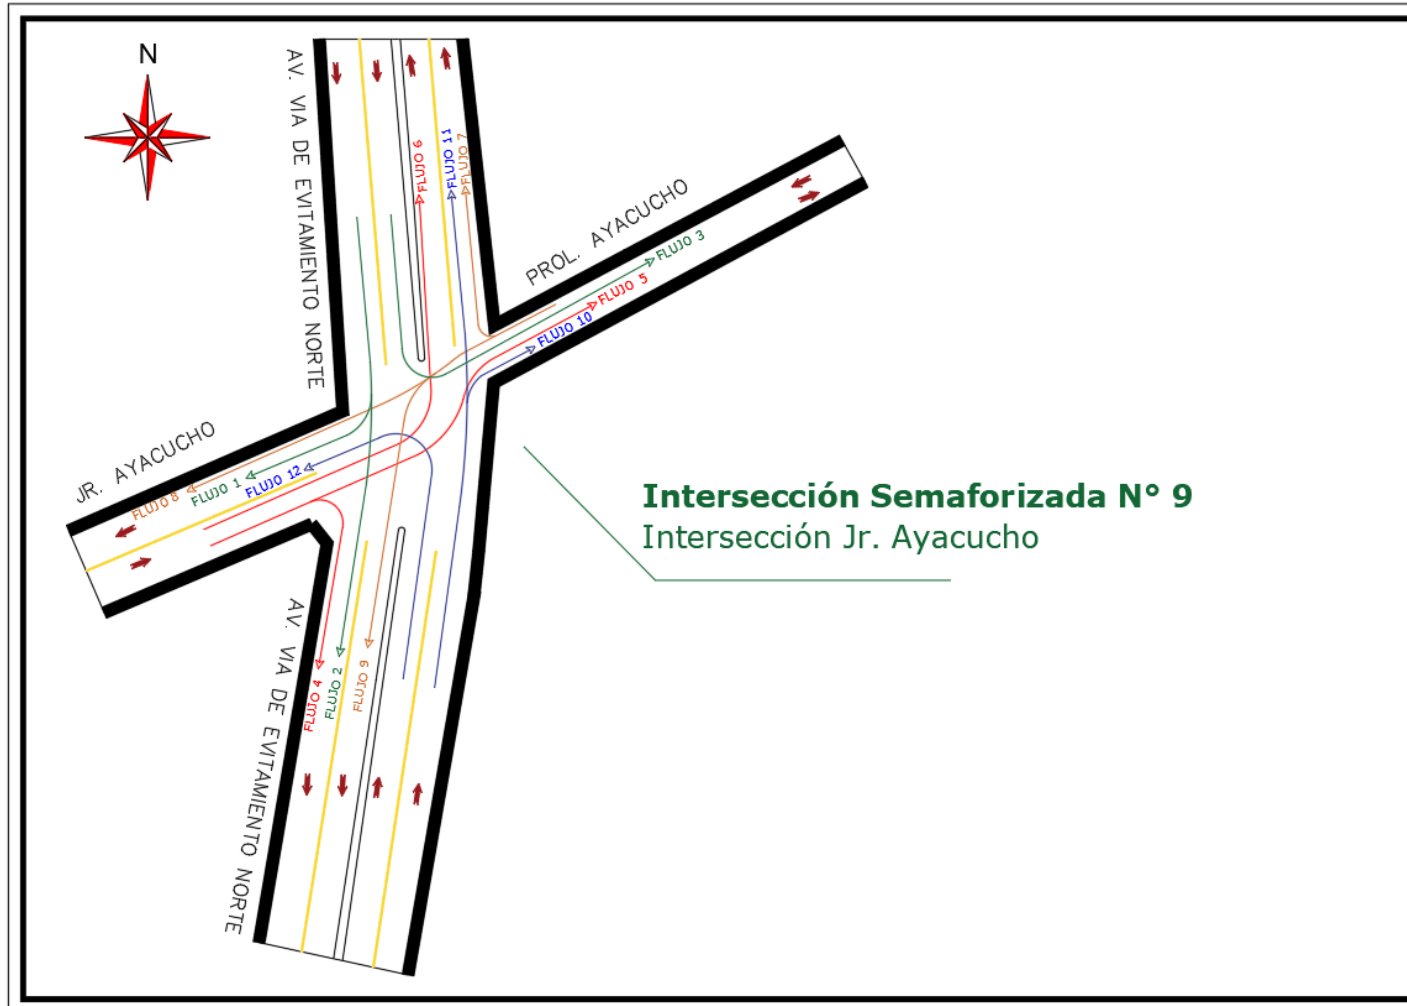 N
AV. VIA DE EVITAMIENTO NORTE
FLUJO 6
FLUJO 11
FLUJO 7
PROL. AYACUCHO
FLUJO 3
FLUJO 5
FLUJO 10
JR. AYACUCHO
FLUJO 8
FLUJO 1
FLUJO 12
Intersección Semaforizada N° 9
Intersección Jr. Ayacucho
AV. VIA DE EVITAMIENTO NORTE
FLUJO 4
FLUJO 2
FLUJO 9